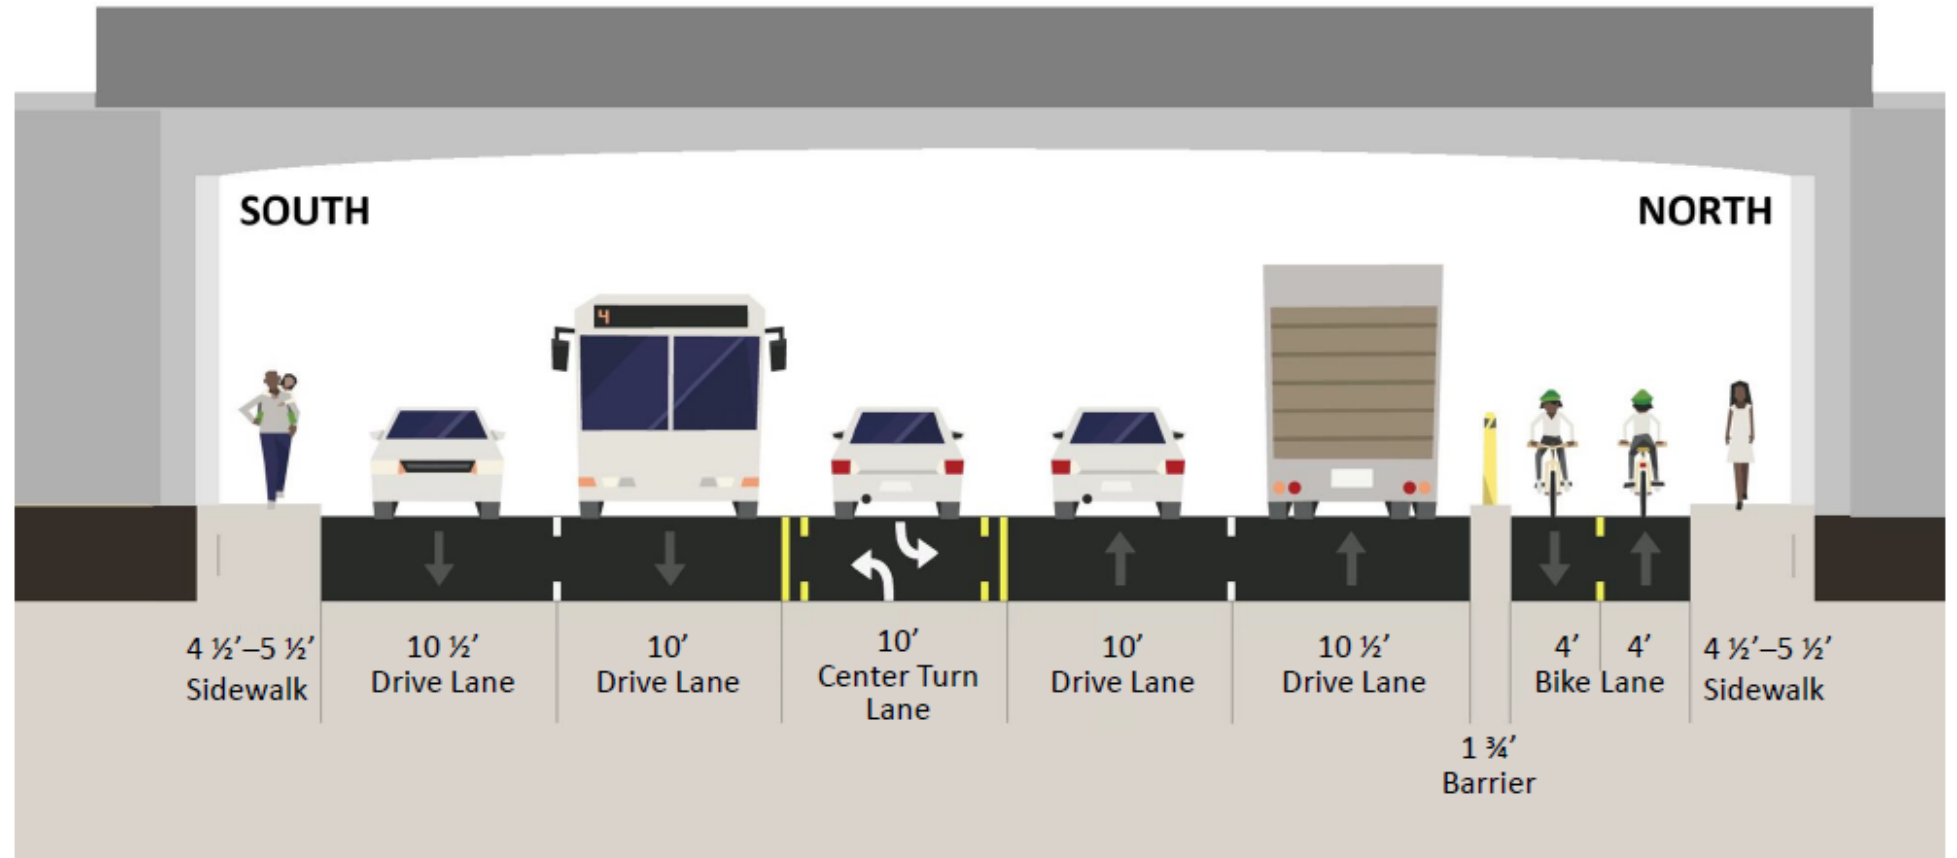 SOUTH
NORTH
4
4 ½’–5 ½’
Sidewalk
10 ½’
Drive Lane
10’
Drive Lane
10’
Center Turn
Lane
10’
Drive Lane
10 ½’
Drive Lane
1 ¾’
Barrier
4’ 4’
Bike Lane
4 ½’–5 ½’
Sidewalk